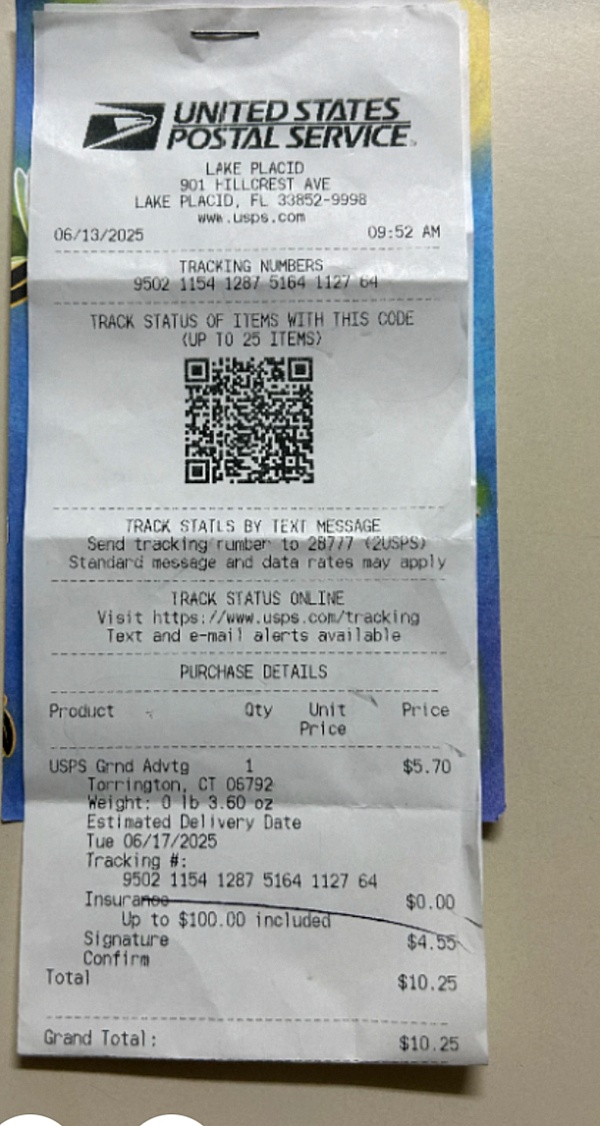 UNITED STATES
POSTAL SERVICE®
LAKE PLACID
901 HILLCREST AVE
LAKE PLACID, FL 33852-9998
www.usps.com
06/13/2025 09:52 AM
TRACKING NUMBERS
9502 1154 1287 5164 1127 64
TRACK STATUS OF ITEMS WITH THIS CODE
(UP TO 25 ITEMS)
TRACK STATUS BY TEXT MESSAGE
Send tracking number to 28777 (2USPS)
Standard message and data rates may apply
TRACK STATUS ONLINE
Visit https://www.usps.com/tracking
Text and e-mail alerts available
PURCHASE DETAILS
Product Qty Unit Price
Price
USPS Grnd Advtg 1 $5.70
Torrington, CT 06792
Weight: 0 lb 3.60 oz
Estimated Delivery Date
Tue 06/17/2025
Tracking #:
9502 1154 1287 5164 1127 64
Insurance $0.00
Up to $100.00 included
Signature $4.55
Confirm
Total $10.25
Grand Total: $10.25